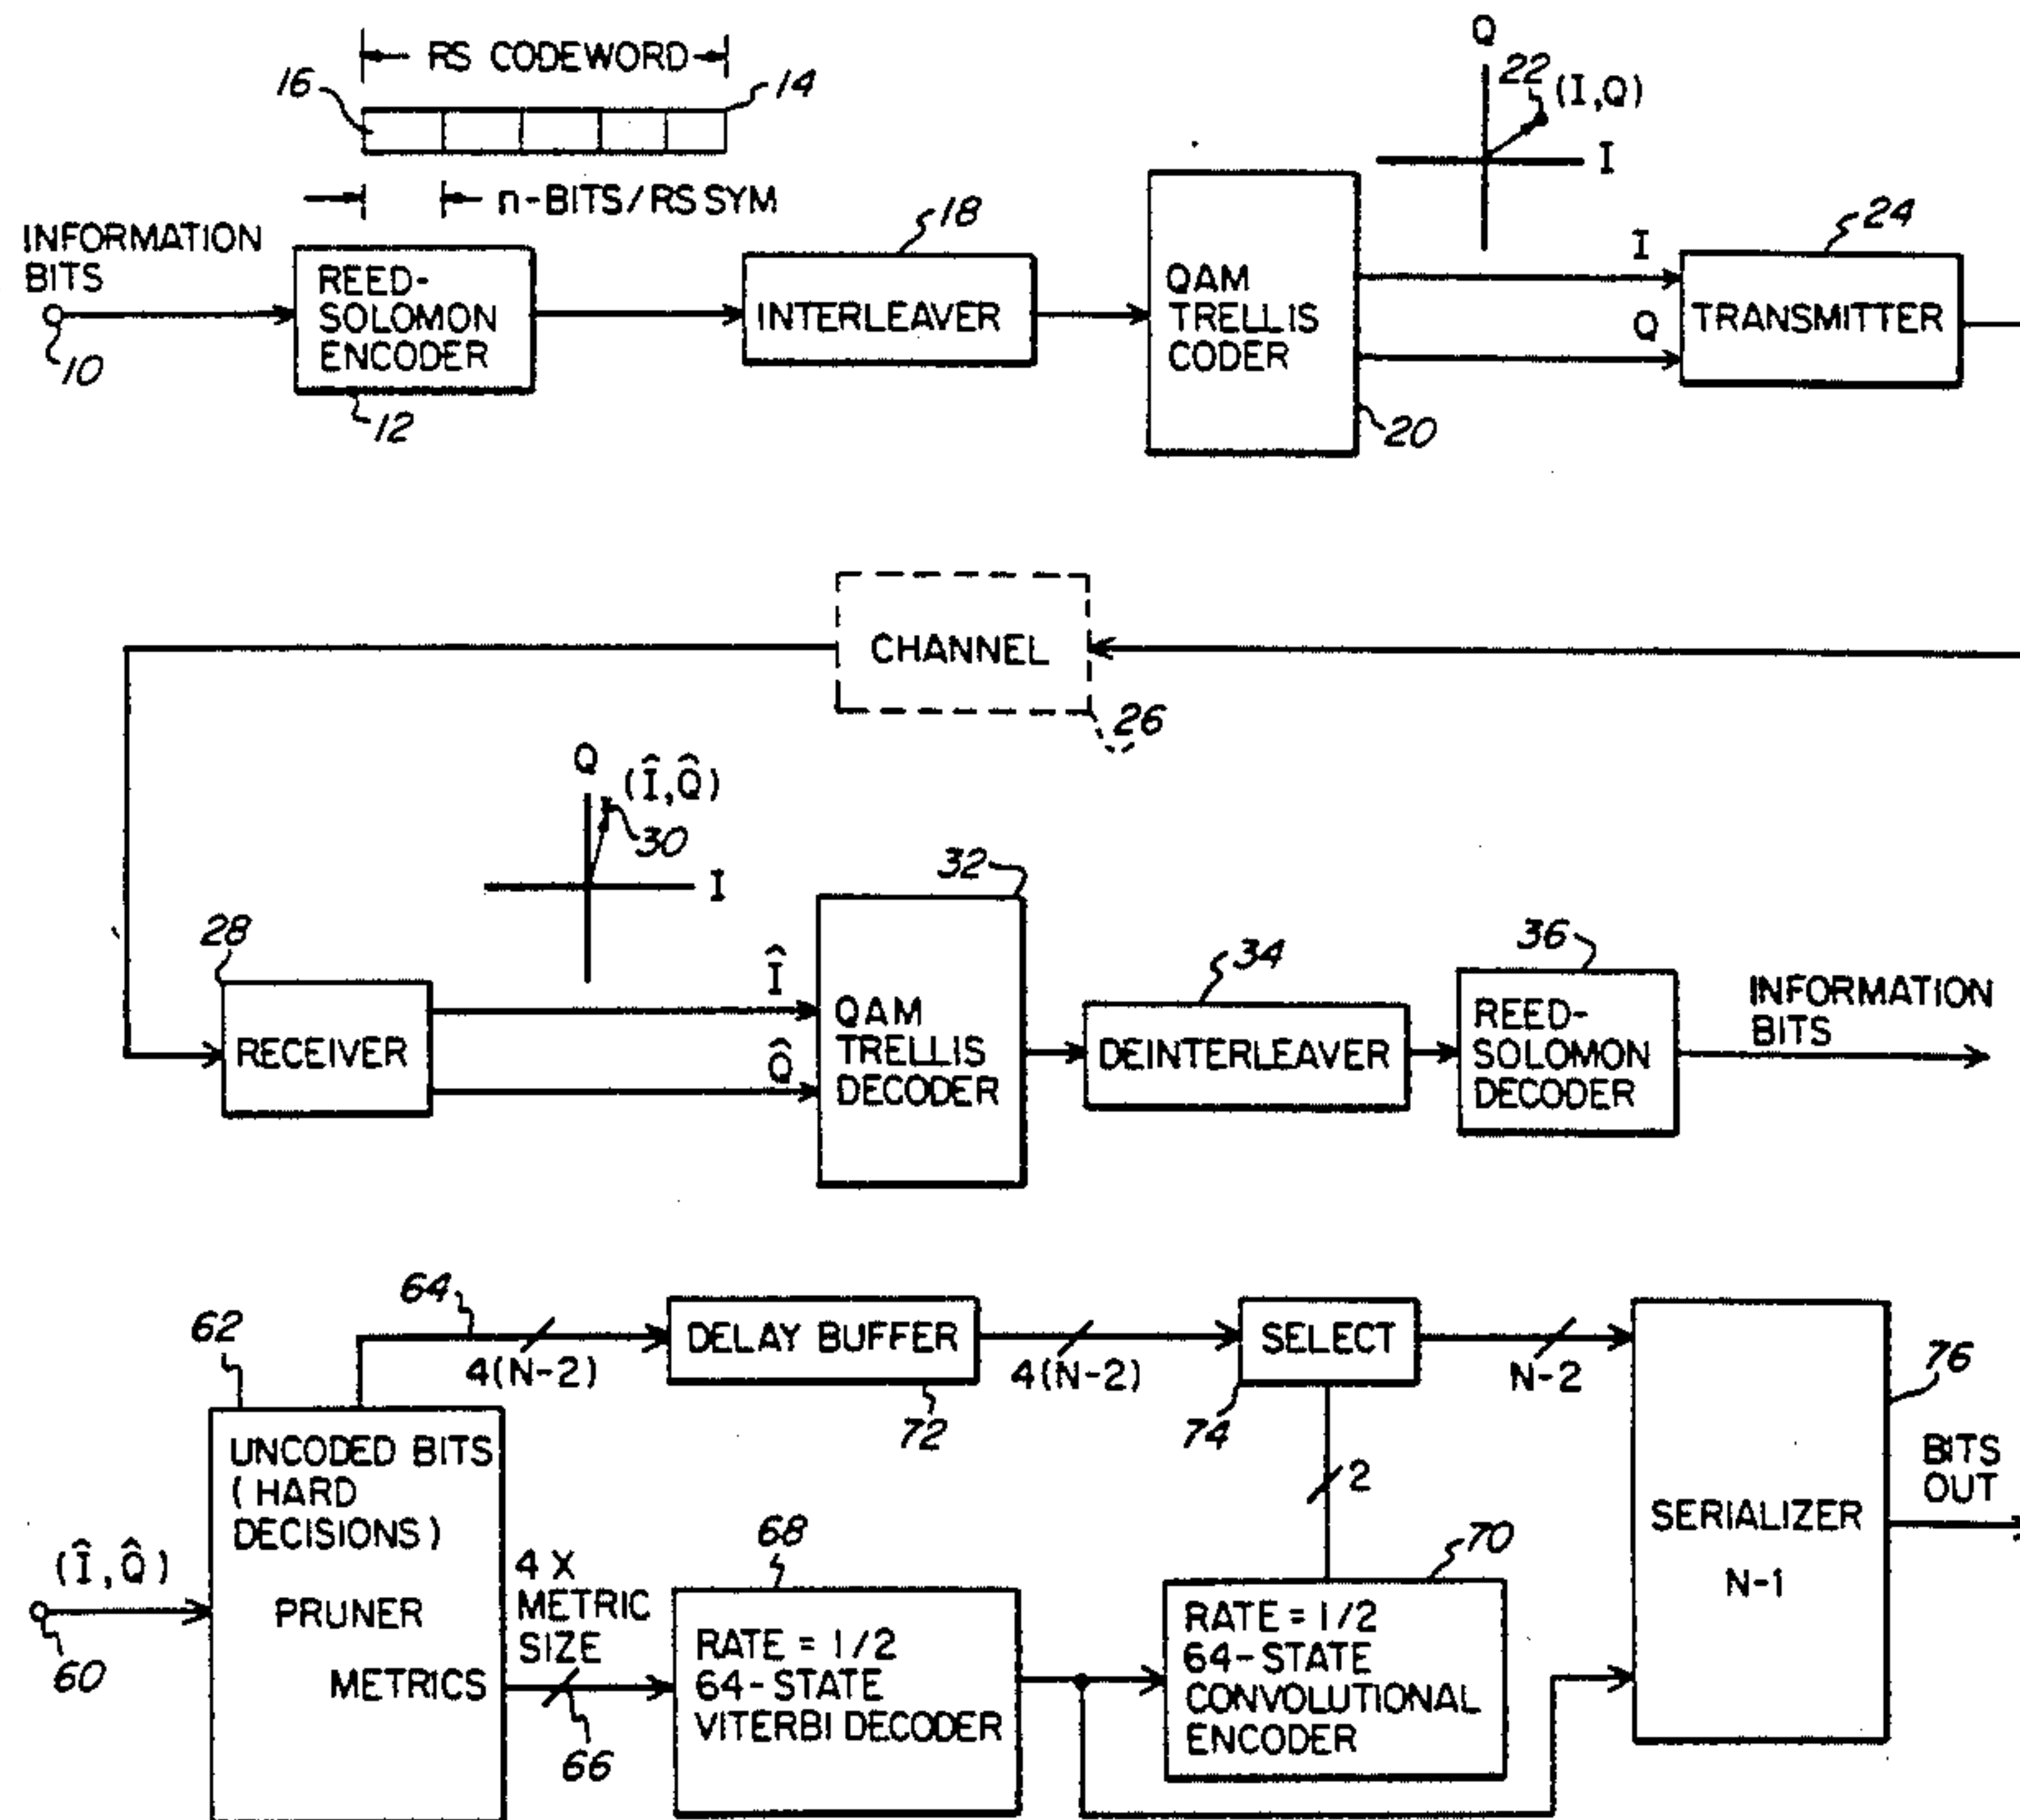 RS CODEWORD
16
14
n-BITS/RS SYM
INFORMATION
BITS
10
REED-
SOLOMON
ENCODER
12
18
INTERLEAVER
QAM
TRELLIS
CODER
20
Q
22
(I,Q)
I
I
Q
24
TRANSMITTER
CHANNEL
26
Q
(Î,Q̂)
30
I
28
RECEIVER
Î
Q̂
32
QAM
TRELLIS
DECODER
34
DEINTERLEAVER
36
REED-
SOLOMON
DECODER
INFORMATION
BITS
62
64
4(N-2)
DELAY BUFFER
72
4(N-2)
SELECT
74
N-2
76
UNCODED BITS
(HARD
DECISIONS)
PRUNER
METRICS
(Î,Q̂)
60
4 X
METRIC
SIZE
66
68
RATE = 1/2
64-STATE
VITERBI DECODER
2
70
RATE = 1/2
64-STATE
CONVOLUTIONAL
ENCODER
SERIALIZER
N-1
BITS
OUT